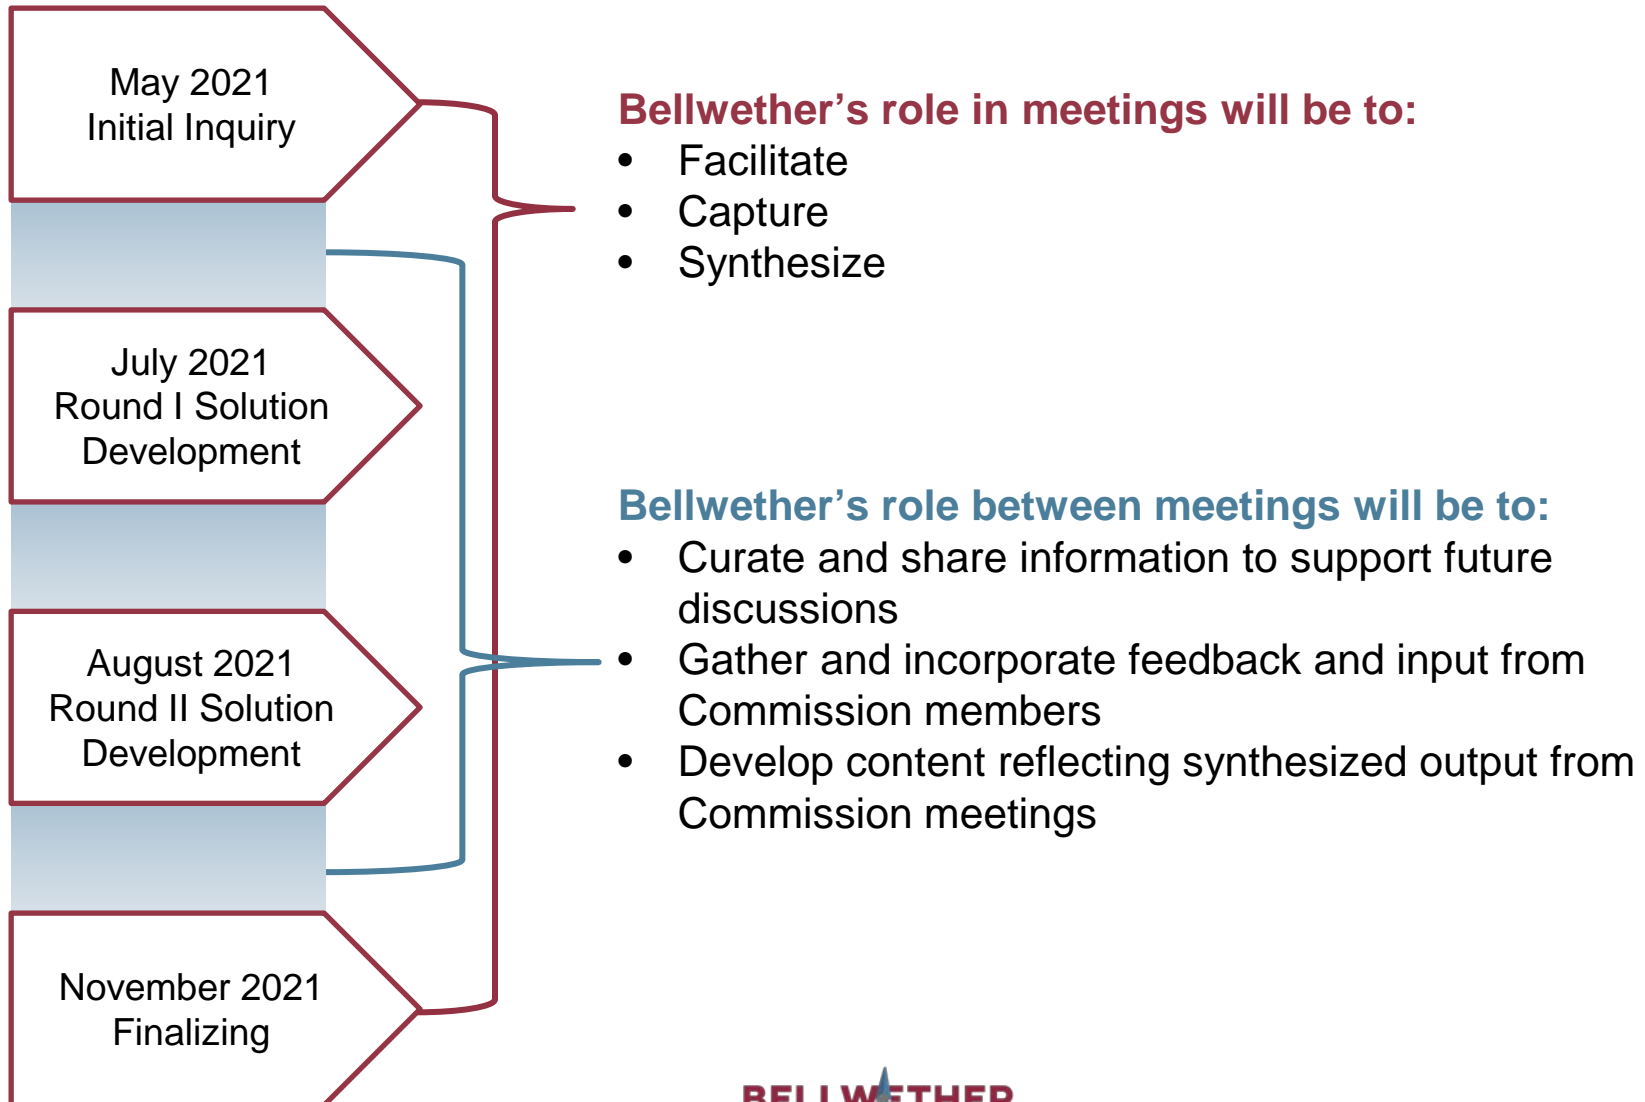 May 2021
Initial Inquiry
July 2021
Round I Solution
Development
August 2021
Round II Solution
Development
November 2021
Finalizing
Bellwether’s role in meetings will be to:
• Facilitate
• Capture
• Synthesize
Bellwether’s role between meetings will be to:
• Curate and share information to support future
discussions
• Gather and incorporate feedback and input from
Commission members
• Develop content reflecting synthesized output from
Commission meetings
BELLWETHER